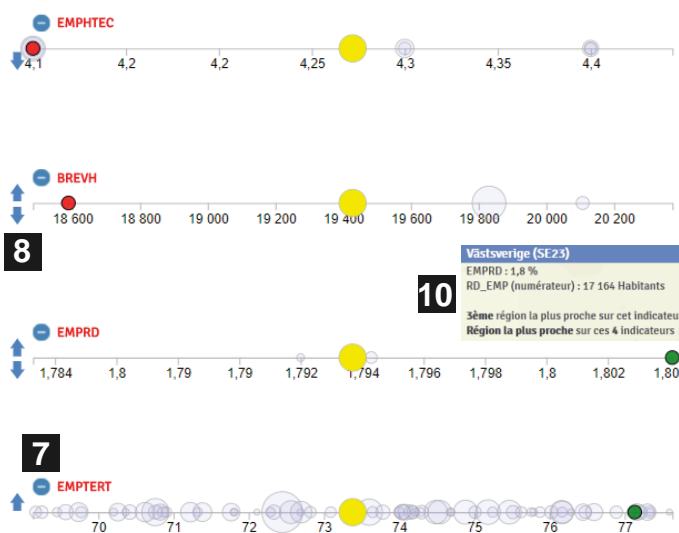 EMPHTEC
4,1 4,2 4,2 4,25 4,3 4,35 4,4
BREVH
18 600 18 800 19 000 19 200 19 400 19 600 19 800 20 000 20 200
8
Västsverige (SE23)
EMPRD : 1,8 %
10
RD_EMP (numérateur) : 17 164 Habitants
3ème région la plus proche sur cet indicateu
Région la plus proche sur ces 4 indicateurs
EMPRD
1,784 1,8 1,79 1,79 1,792 1,794 1,796 1,798 1,8 1,802 1,80
7
EMPTERT
70 71 72 73 74 75 76 77